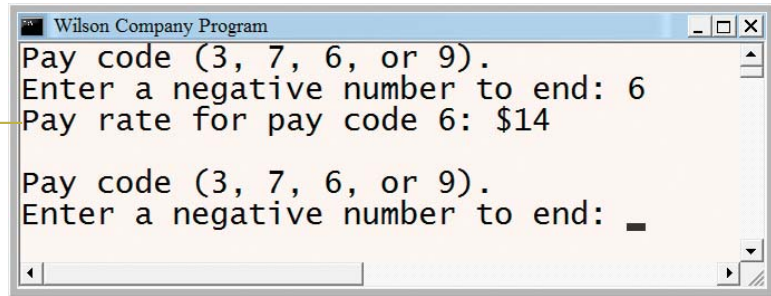 Wilson Company Program
Pay code (3, 7, 6, or 9).
Enter a negative number to end: 6
Pay rate for pay code 6: $14
Pay code (3, 7, 6, or 9).
Enter a negative number to end: